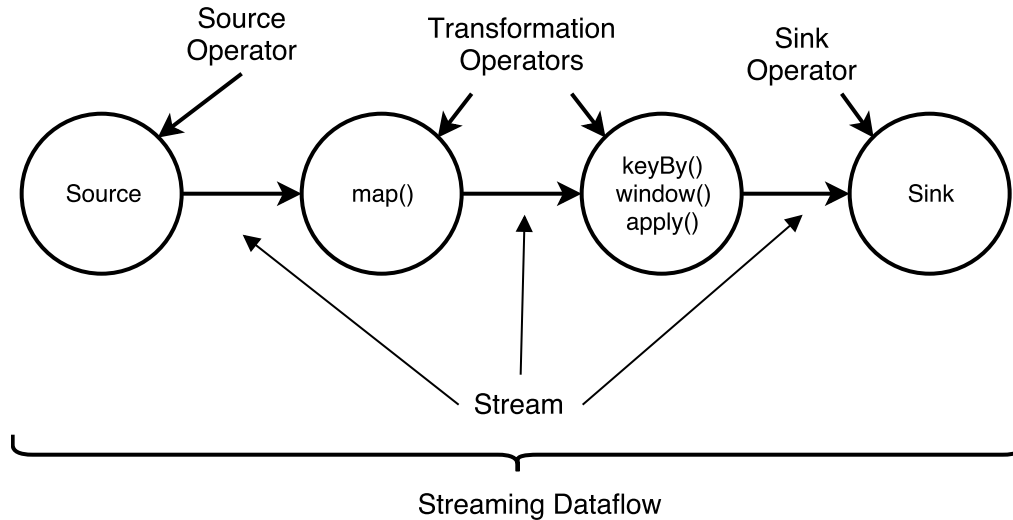 Source
Operator
Transformation
Operators
Sink
Operator
Source
map()
keyBy()
window()
apply()
Sink
Stream
Streaming Dataflow